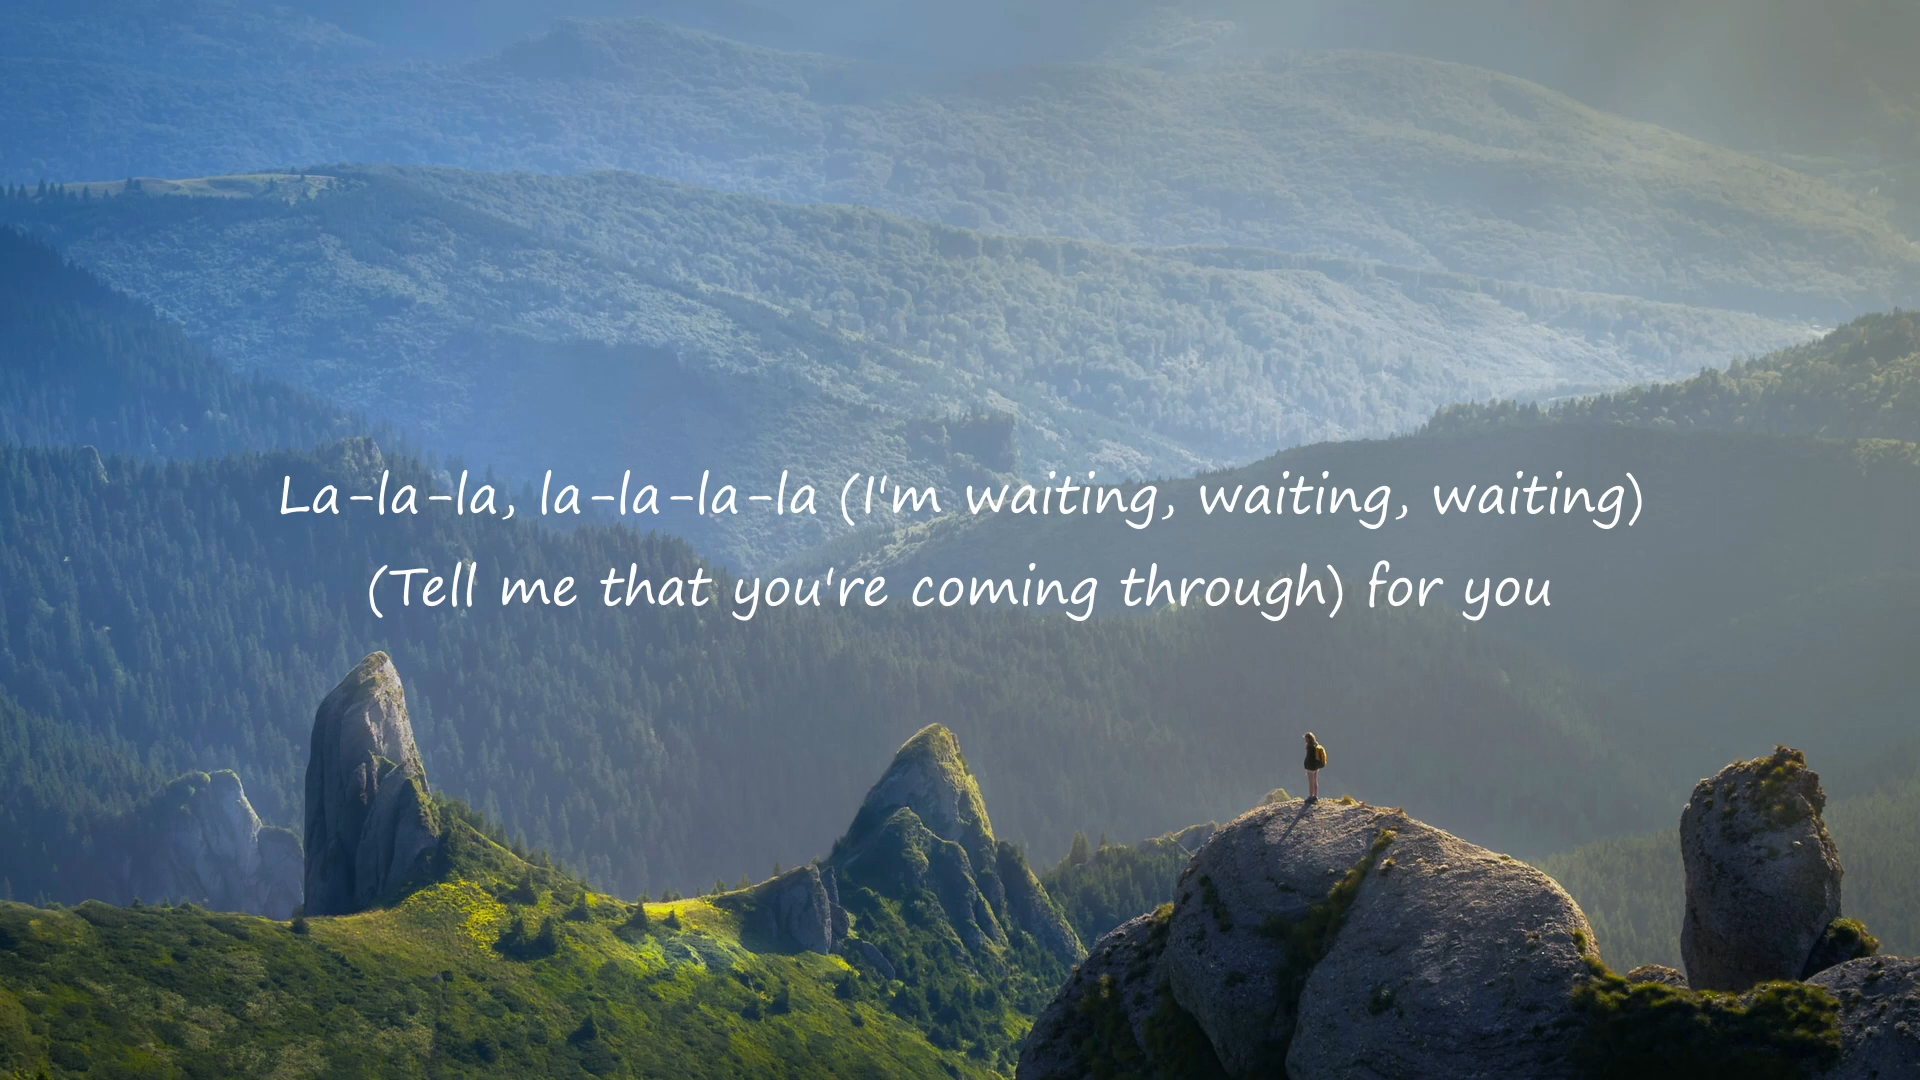 La-la-la, la-la-la-la (I'm waiting, waiting, waiting)
(Tell me that you're coming through) for you